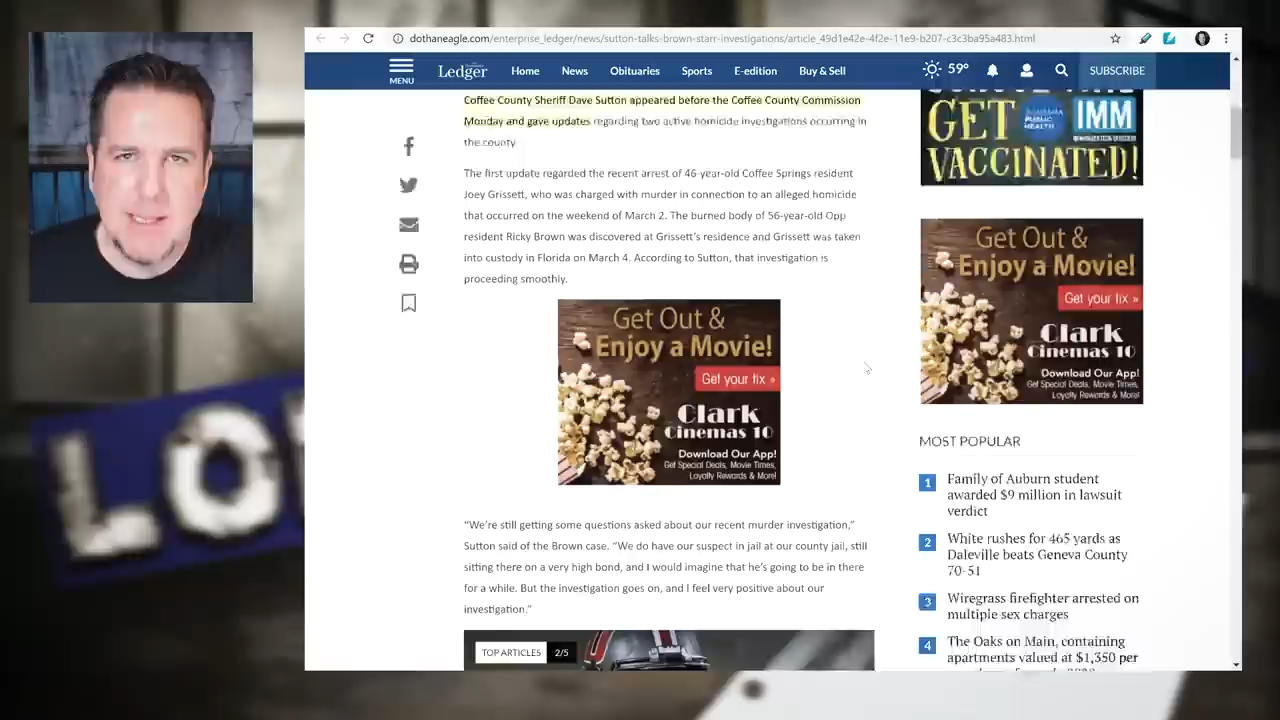 dothaneagle.com/enterprise_ledger/news/sutton-talks-brown-starr-investigations/article_49d1e42e-4f2e-11e9-b207-c3c3ba95a483.html
MENU
Ledger
Home
News
Obituaries
Sports
E-edition
Buy & Sell
59°
SUBSCRIBE
Coffee County Sheriff Dave Sutton appeared before the Coffee County Commission
Monday and gave updates regarding two active homicide investigations occurring in
the county
The first update regarded the recent arrest of 46-year-old Coffee Springs resident
Joey Grissett, who was charged with murder in connection to an alleged homicide
that occurred on the weekend of March 2. The burned body of 56-year-old Opp
resident Ricky Brown was discovered at Grissett's residence and Grissett was taken
into custody in Florida on March 4. According to Sutton, that investigation is
proceeding smoothly.
Get Out &
Enjoy a Movie!
Get your fix »
Clark
Cinemas 10
Download Our App!
Get Special Deals, Movie Times,
Loyalty Rewards & More!
“We're still getting some questions asked about our recent murder investigation,”
Sutton said of the Brown case. “We do have our suspect in jail at our county jail, still
sitting there on a very high bond, and I would imagine that he's going to be in there
for a while. But the investigation goes on, and I feel very positive about our
investigation.”
TOP ARTICLES 2/5
GET
IMM
VACCINATED!
Get Out &
Enjoy a Movie!
Get your fix »
Clark
Cinemas 10
Download Our App!
Get Special Deals, Movie Times,
Loyalty Rewards & More!
MOST POPULAR
1 Family of Auburn student
awarded $9 million in lawsuit
verdict
2 White rushes for 465 yards as
Daleville beats Geneva County
70-51
3 Wiregrass firefighter arrested on
multiple sex charges
4 The Oaks on Main, containing
apartments valued at $1,350 per
LO